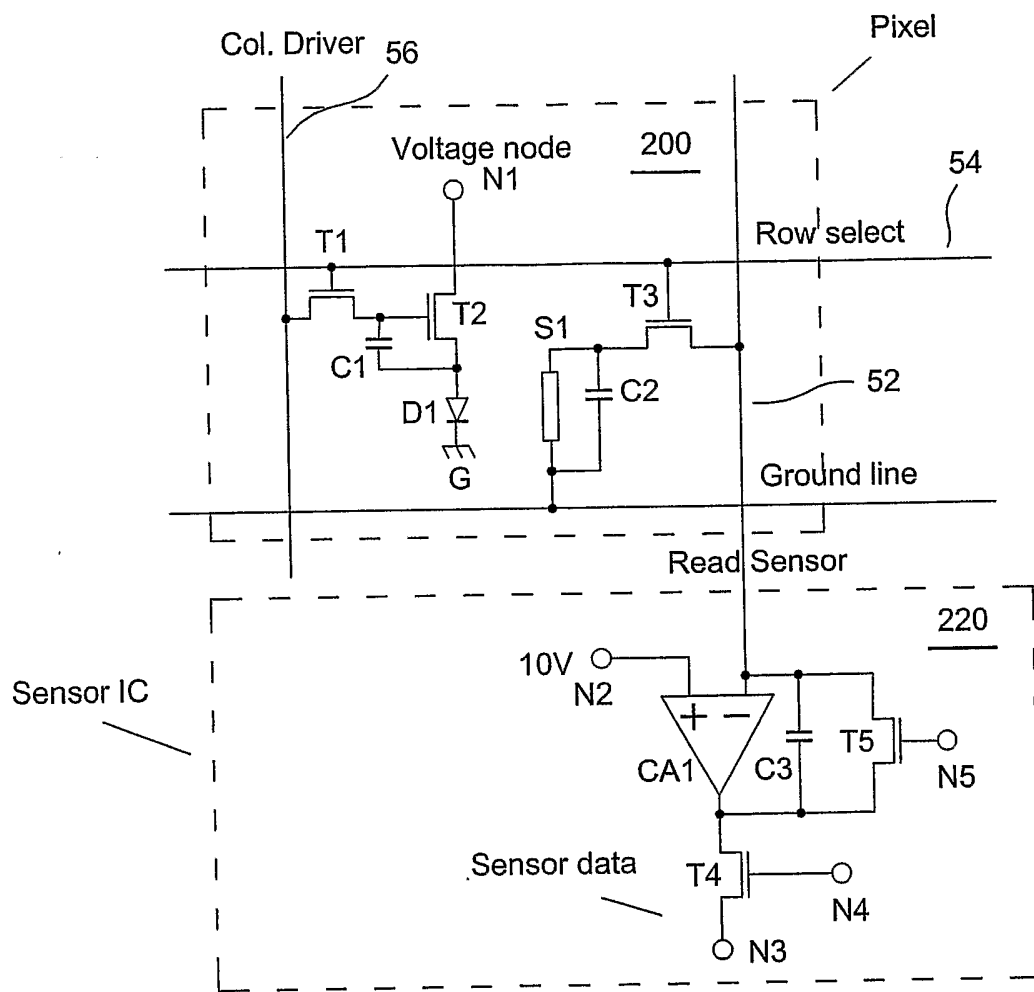 Col. Driver
56
Pixel
Voltage node
N1
200
54
T1
Row select
T2
S1
T3
C1
C2
52
D1
G
Ground line
Read Sensor
220
Sensor IC
10V
N2
+ −
T5
CA1
C3
N5
Sensor data
T4
N4
N3